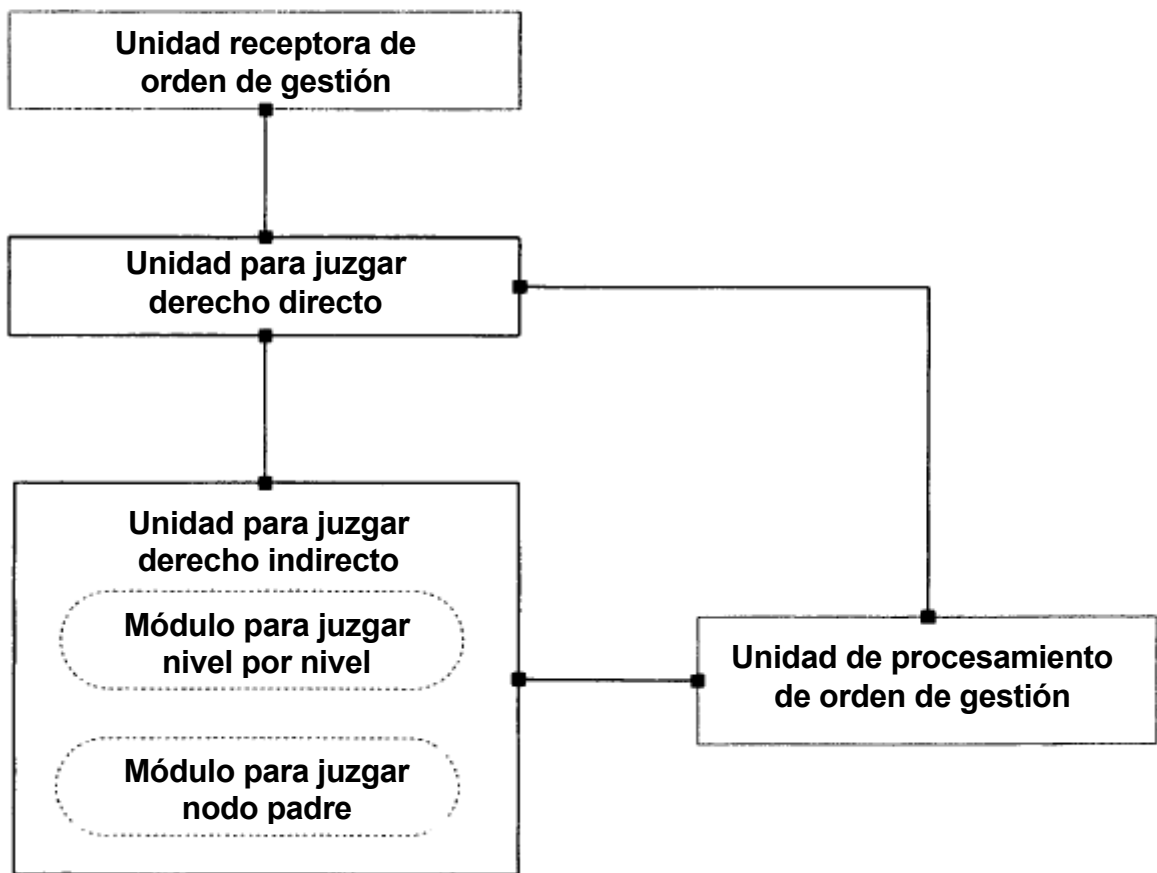 Unidad receptora de
orden de gestión
Unidad para juzgar
derecho directo
Unidad para juzgar
derecho indirecto
Módulo para juzgar
nivel por nivel
Módulo para juzgar
nodo padre
Unidad de procesamiento
de orden de gestión